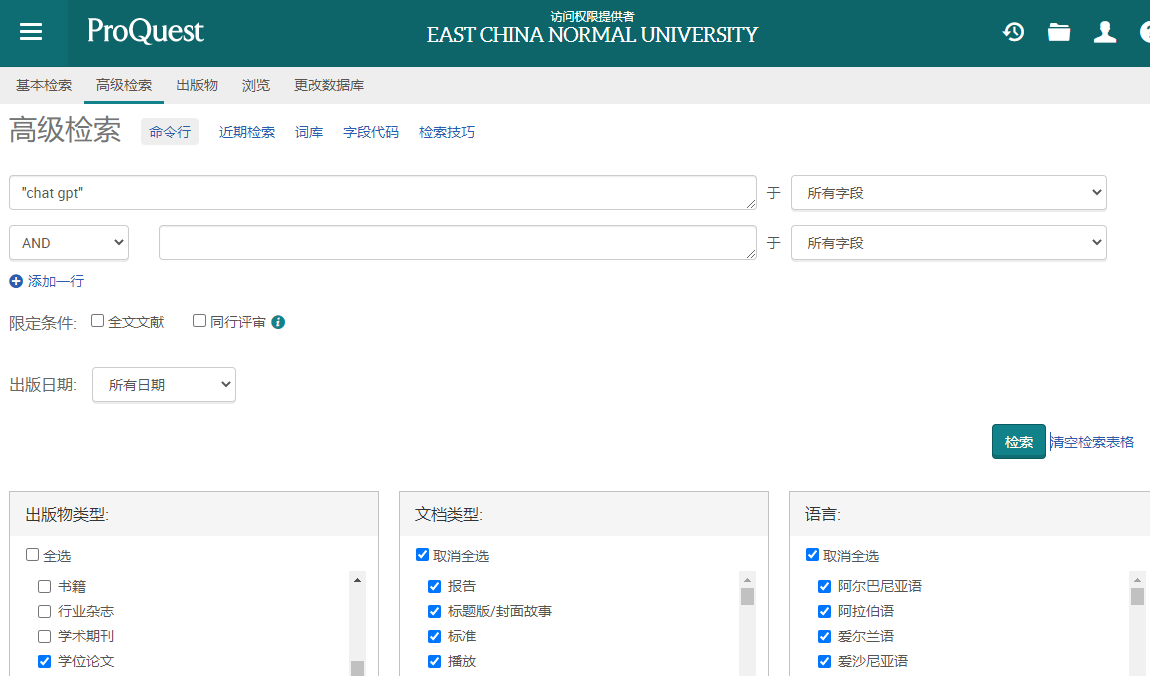 ProQuest
访问权限提供者
EAST CHINA NORMAL UNIVERSITY
基本检索 高级检索 出版物 浏览 更改数据库
高级检索 命令行 近期检索 词库 字段代码 检索技巧
"chat gpt" 于 所有字段
AND 于 所有字段
添加一行
限定条件: 全文文献 同行评审
出版日期: 所有日期
检索 清空检索表格
出版物类型: 文档类型: 语言:
全选 取消全选 取消全选
书籍 报告 阿尔巴尼亚语
行业杂志 标题版/封面故事 阿拉伯语
学术期刊 标准 爱尔兰语
学位论文 播放 爱沙尼亚语